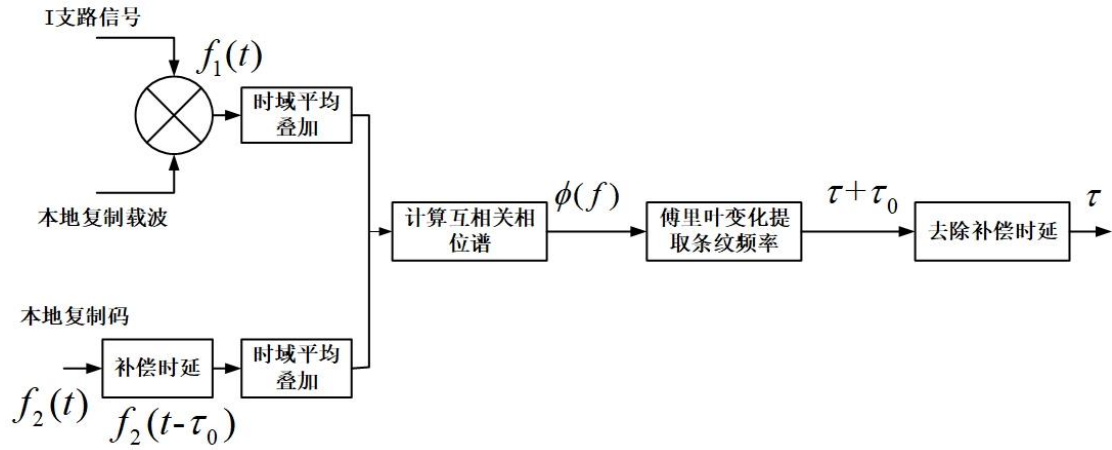 I支路信号
f₁(t)
时域平均
叠加
本地复制载波
计算互相关相
位谱
ϕ(f)
傅里叶变化提
取条纹频率
τ+τ₀
去除补偿时延
τ
本地复制码
补偿时延
时域平均
叠加
f₂(t)
f₂(t-τ₀)